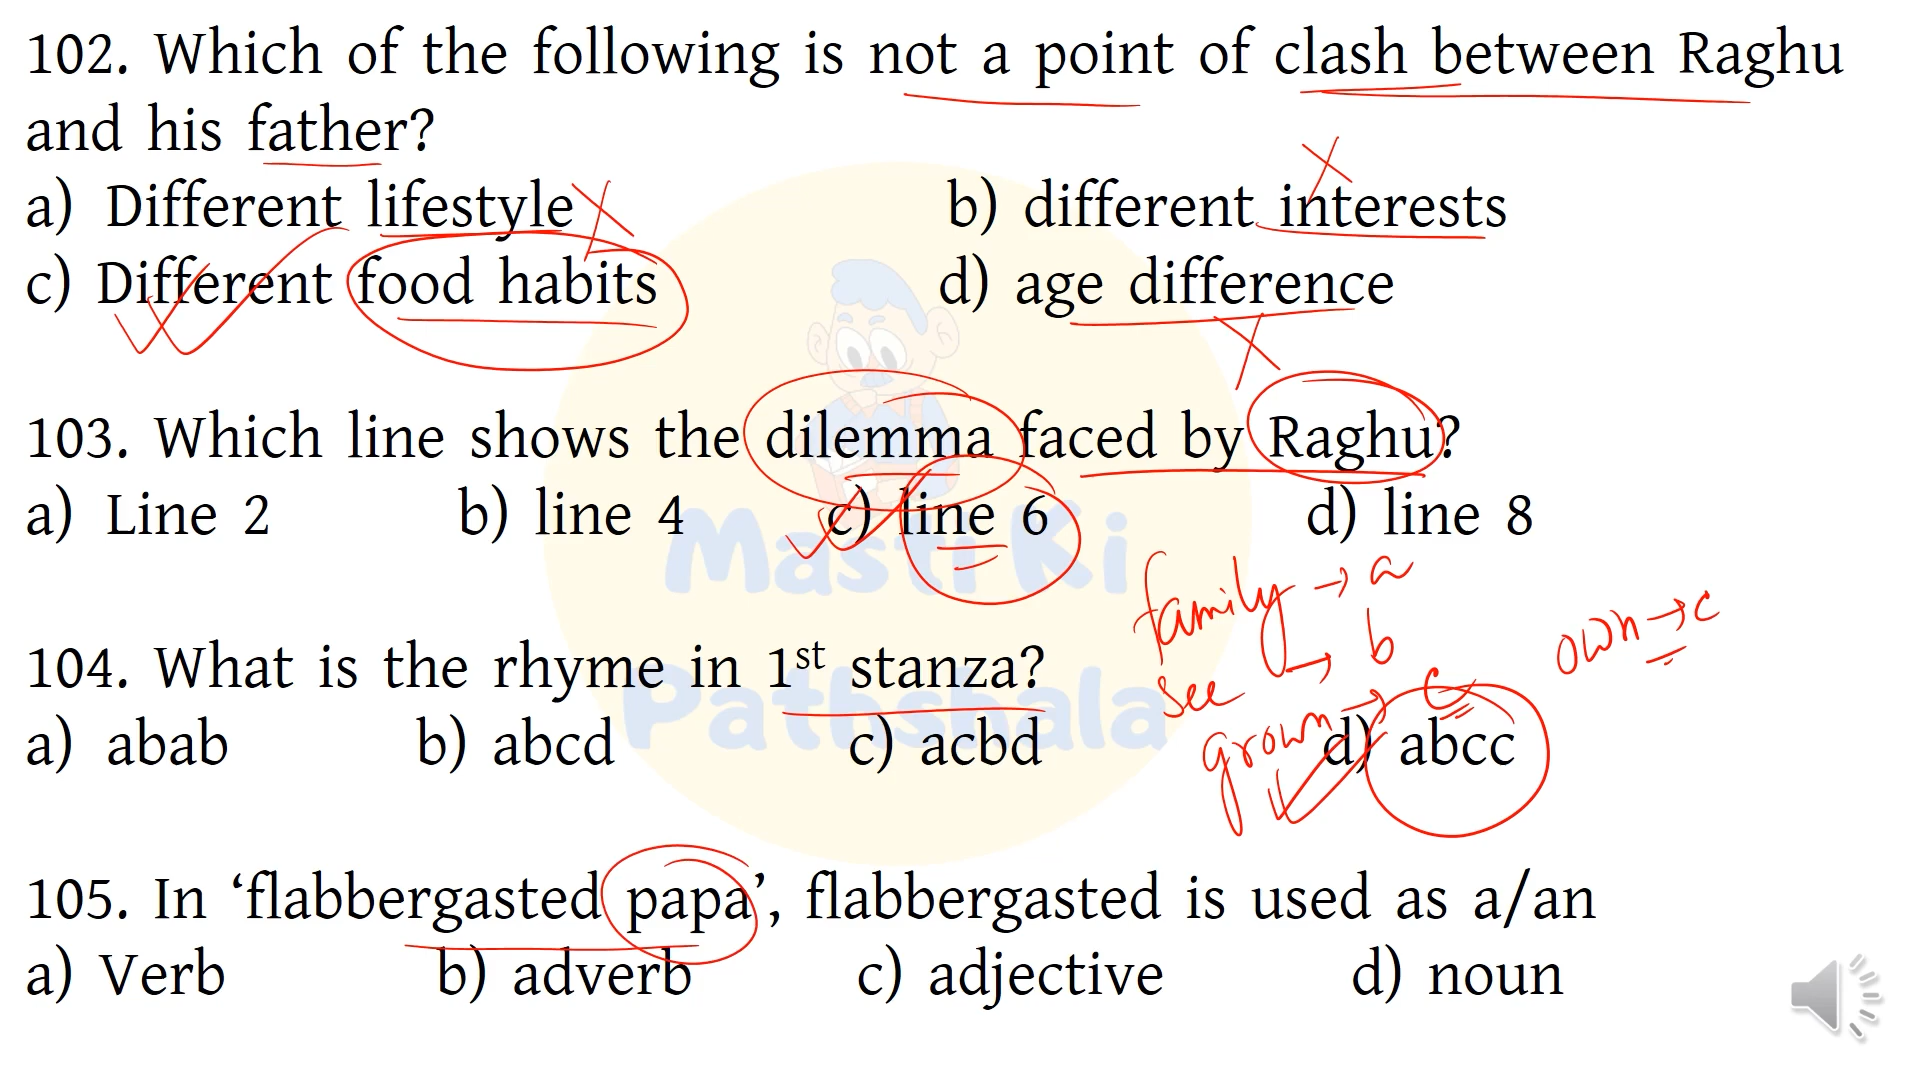 102. Which of the following is not a point of clash between Raghu
and his father?
a) Different lifestyle b) different interests
c) Different food habits d) age difference
103. Which line shows the dilemma faced by Raghu?
a) Line 2 b) line 4 c) line 6 d) line 8
family → a
own → c
→ b
104. What is the rhyme in 1st stanza?
see
grown → c
a) abab b) abcd c) acbd d) abcc
105. In ‘flabbergasted papa’, flabbergasted is used as a/an
a) Verb b) adverb c) adjective d) noun
Masti Ki
Pathshala